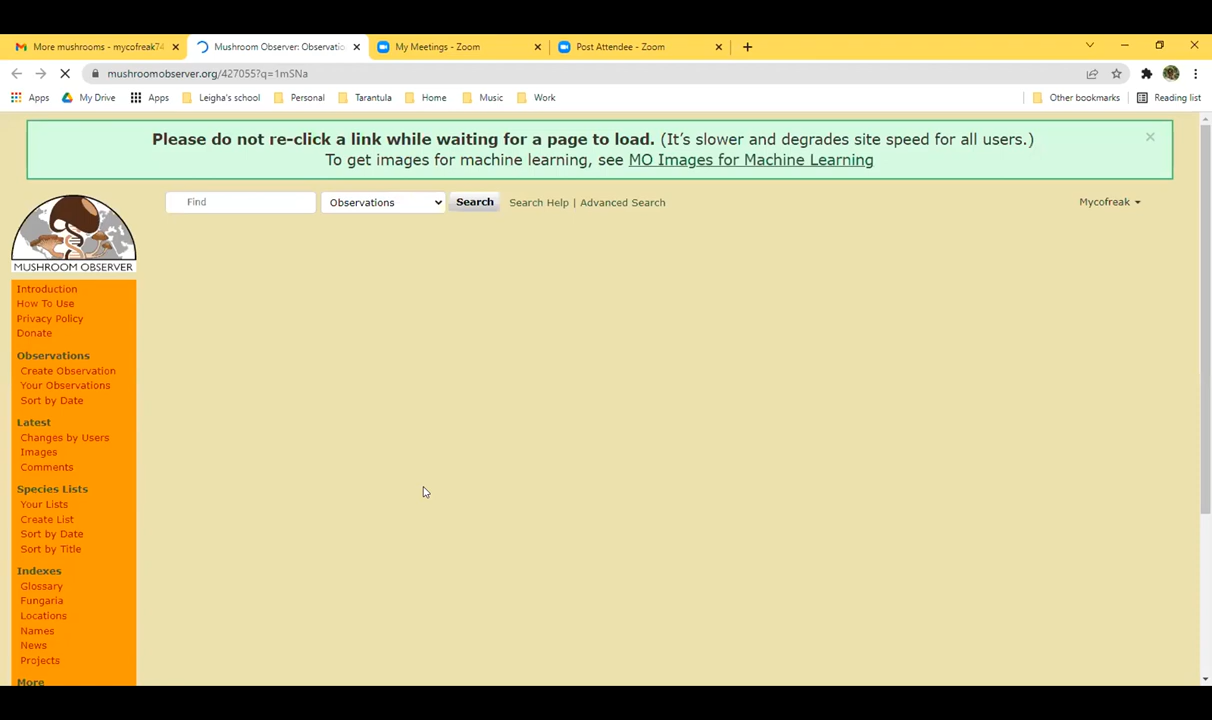 More mushrooms - mycofreak74
Mushroom Observer: Observatio
My Meetings - Zoom
Post Attendee - Zoom
mushroomobserver.org/427055?q=1mSNa
Apps My Drive Apps Leigha's school Personal Tarantula Home Music Work Other bookmarks Reading list
Please do not re-click a link while waiting for a page to load. (It's slower and degrades site speed for all users.)
To get images for machine learning, see MO Images for Machine Learning
Find Observations Search Search Help | Advanced Search Mycofreak
MUSHROOM OBSERVER
Introduction
How To Use
Privacy Policy
Donate
Observations
Create Observation
Your Observations
Sort by Date
Latest
Changes by Users
Images
Comments
Species Lists
Your Lists
Create List
Sort by Date
Sort by Title
Indexes
Glossary
Fungaria
Locations
Names
News
Projects
More